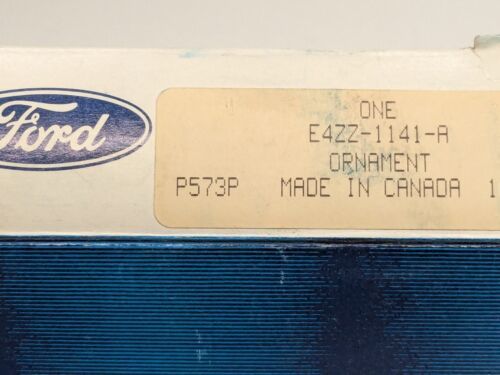 Ford
ONE
E4ZZ-1141-A
ORNAMENT
P573P MADE IN CANADA 1